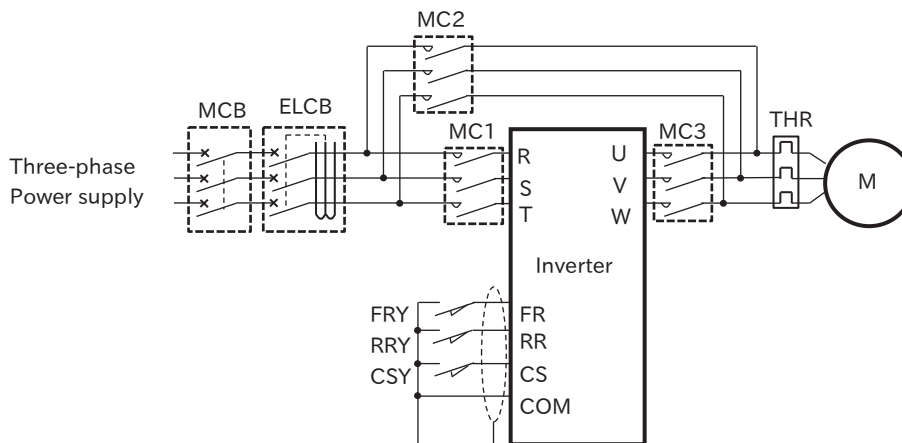 MC2
MCB
ELCB
MC1
MC3
THR
Three-phase
Power supply
R
S
T
U
V
W
M
Inverter
FRY
RRY
CSY
FR
RR
CS
COM